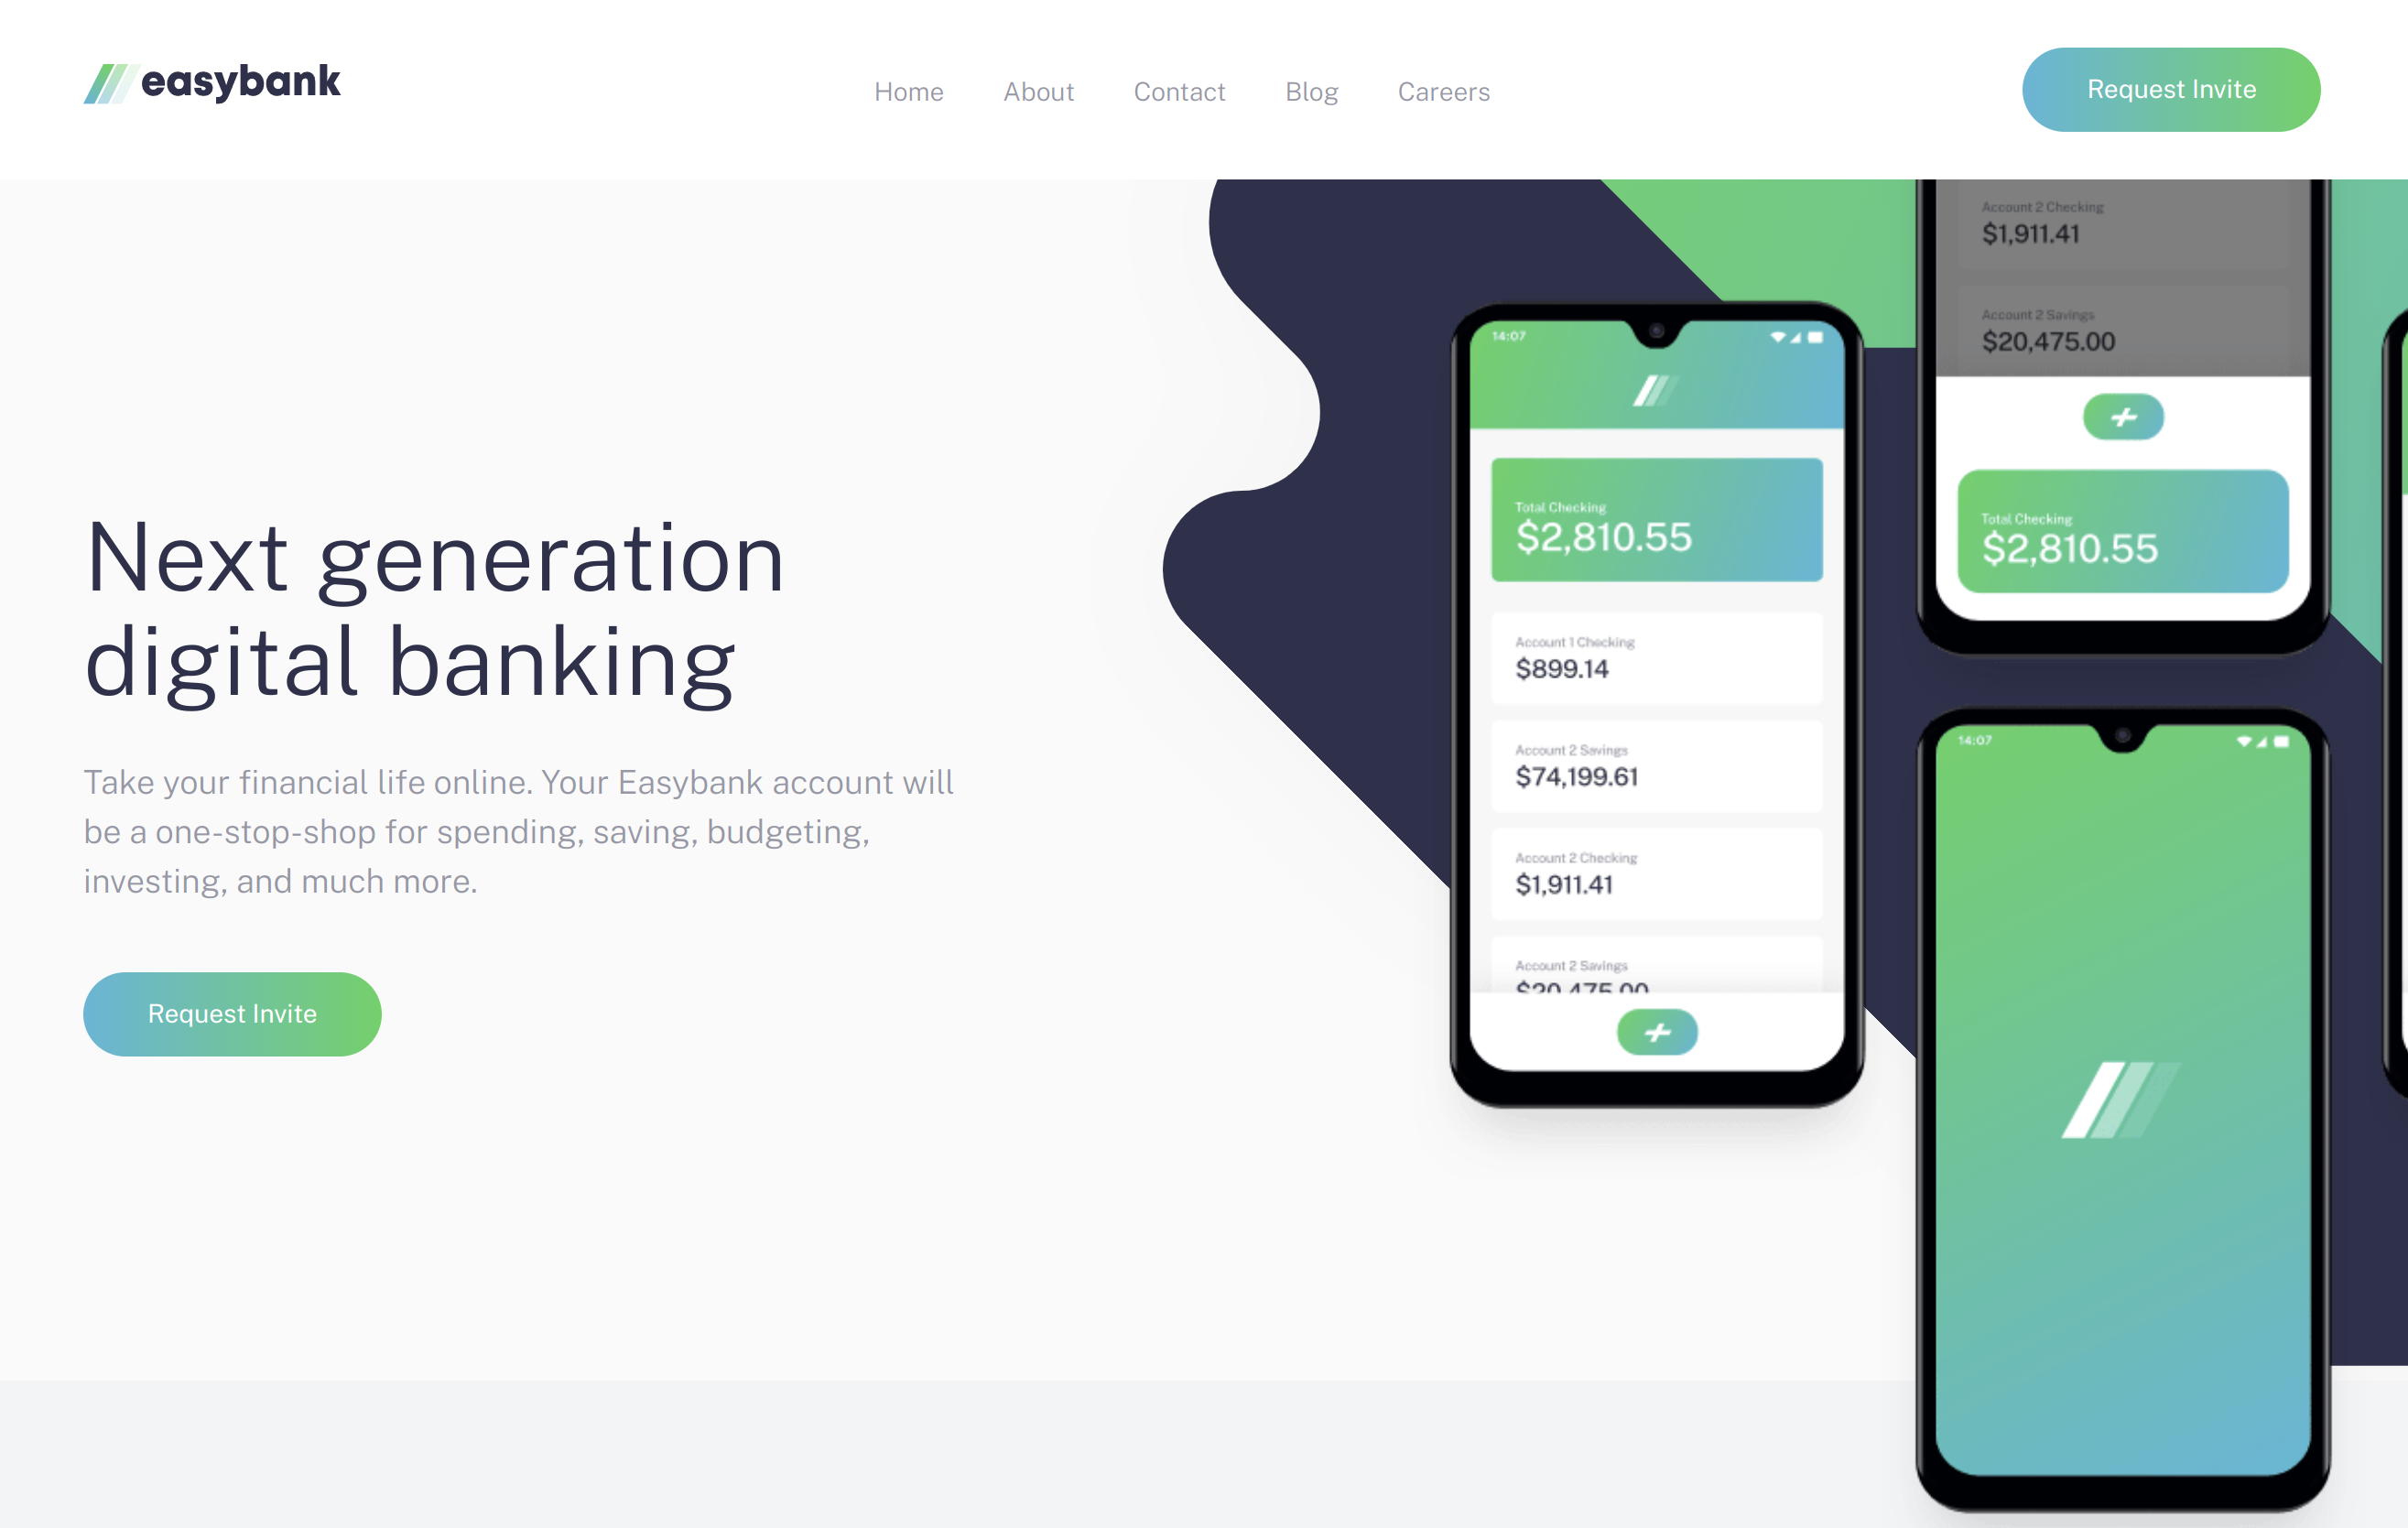 easybank
Home
About
Contact
Blog
Careers
Request Invite
Next generation
digital banking
Take your financial life online. Your Easybank account will
be a one-stop-shop for spending, saving, budgeting,
investing, and much more.
Request Invite
14:07
Total Checking
$2,810.55
Account 1 Checking
$899.14
Account 2 Savings
$74,199.61
Account 2 Checking
$1,911.41
Account 2 Savings
$20,475.00
Account 2 Checking
$1,911.41
Account 2 Savings
$20,475.00
Total Checking
$2,810.55
14:07